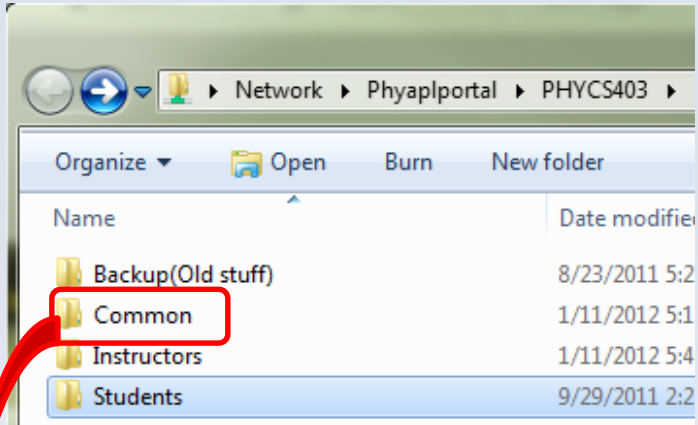 Network Phyaplportal PHYCS403
Organize Open Burn New folder
Name Date modifie
Backup(Old stuff) 8/23/2011 5:2
Common 1/11/2012 5:1
Instructors 1/11/2012 5:4
Students 9/29/2011 2:2